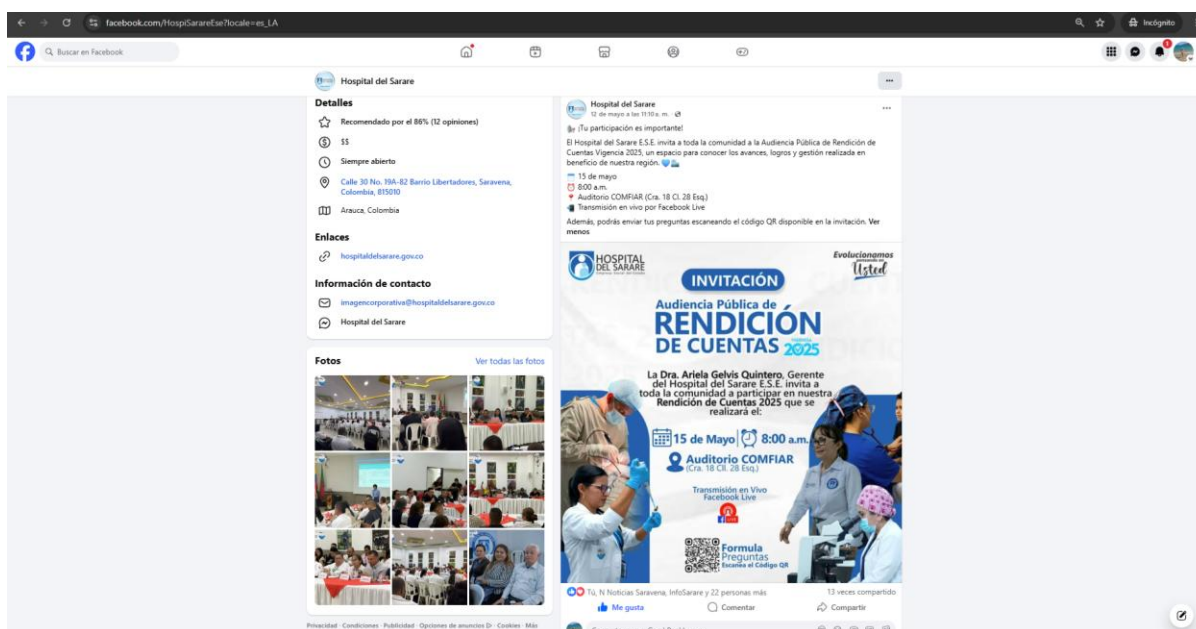 facebook.com/HospiSarareEse?locale=es_LA
Incógnito
Buscar en Facebook
Hospital del Sarare
Detalles
Recomendado por el 86% (12 opiniones)
$$
Siempre abierto
Calle 30 No. 19A-82 Barrio Libertadores, Saravena,
Colombia, 815010
Arauca, Colombia
Enlaces
hospitaldelsarare.gov.co
Información de contacto
imagencorporativa@hospitaldelsarare.gov.co
Hospital del Sarare
Fotos
Ver todas las fotos
Privacidad · Condiciones · Publicidad · Opciones de anuncios · Cookies · Más
Hospital del Sarare
12 de mayo a las 11:10 a. m.
¡Tu participación es importante!
El Hospital del Sarare E.S.E. invita a toda la comunidad a la Audiencia Pública de Rendición de
Cuentas Vigencia 2025, un espacio para conocer los avances, logros y gestión realizada en
beneficio de nuestra región.
15 de mayo
8:00 a.m.
Auditorio COMFIAR (Cra. 18 Cl. 28 Esq.)
Transmisión en vivo por Facebook Live
Además, podrás enviar tus preguntas escaneando el código QR disponible en la invitación. Ver
menos
HOSPITAL
DEL SARARE
Evolucionamos
Usted
INVITACIÓN
Audiencia Pública de
RENDICIÓN
DE CUENTAS 2025
La Dra. Ariela Gelvis Quintero, Gerente
del Hospital del Sarare E.S.E. invita a
toda la comunidad a participar en nuestra
Rendición de Cuentas 2025 que se
realizará el:
15 de Mayo 8:00 a.m.
Auditorio COMFIAR
(Cra. 18 Cll. 28 Esq.)
Transmisión en Vivo
Facebook Live
Formula
Preguntas
Escanea el Código QR
Tú, N Noticias Saravena, InfoSarare y 22 personas más
13 veces compartido
Me gusta
Comentar
Compartir